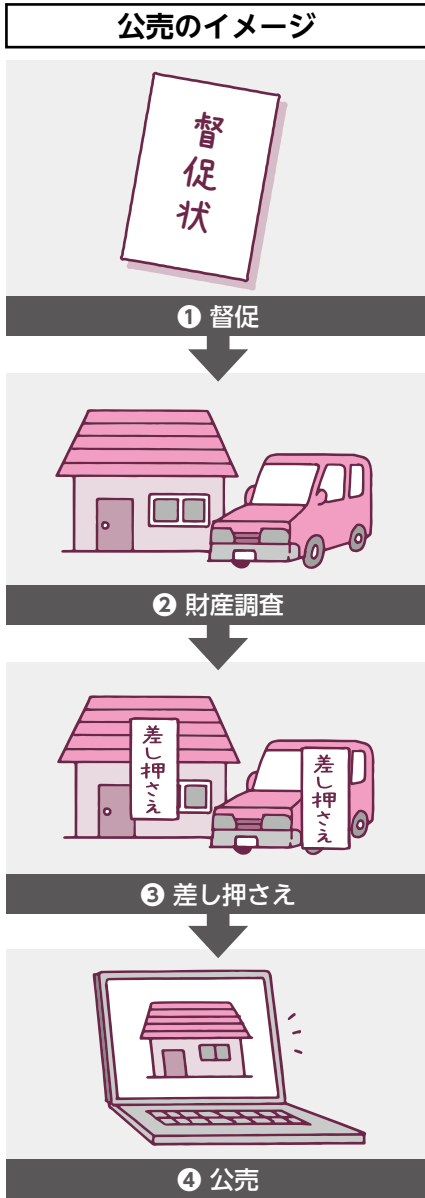 公売のイメージ
督促状
❶ 督促
❷ 財産調査
差し押さえ
差し押さえ
❸ 差し押さえ
❹ 公売